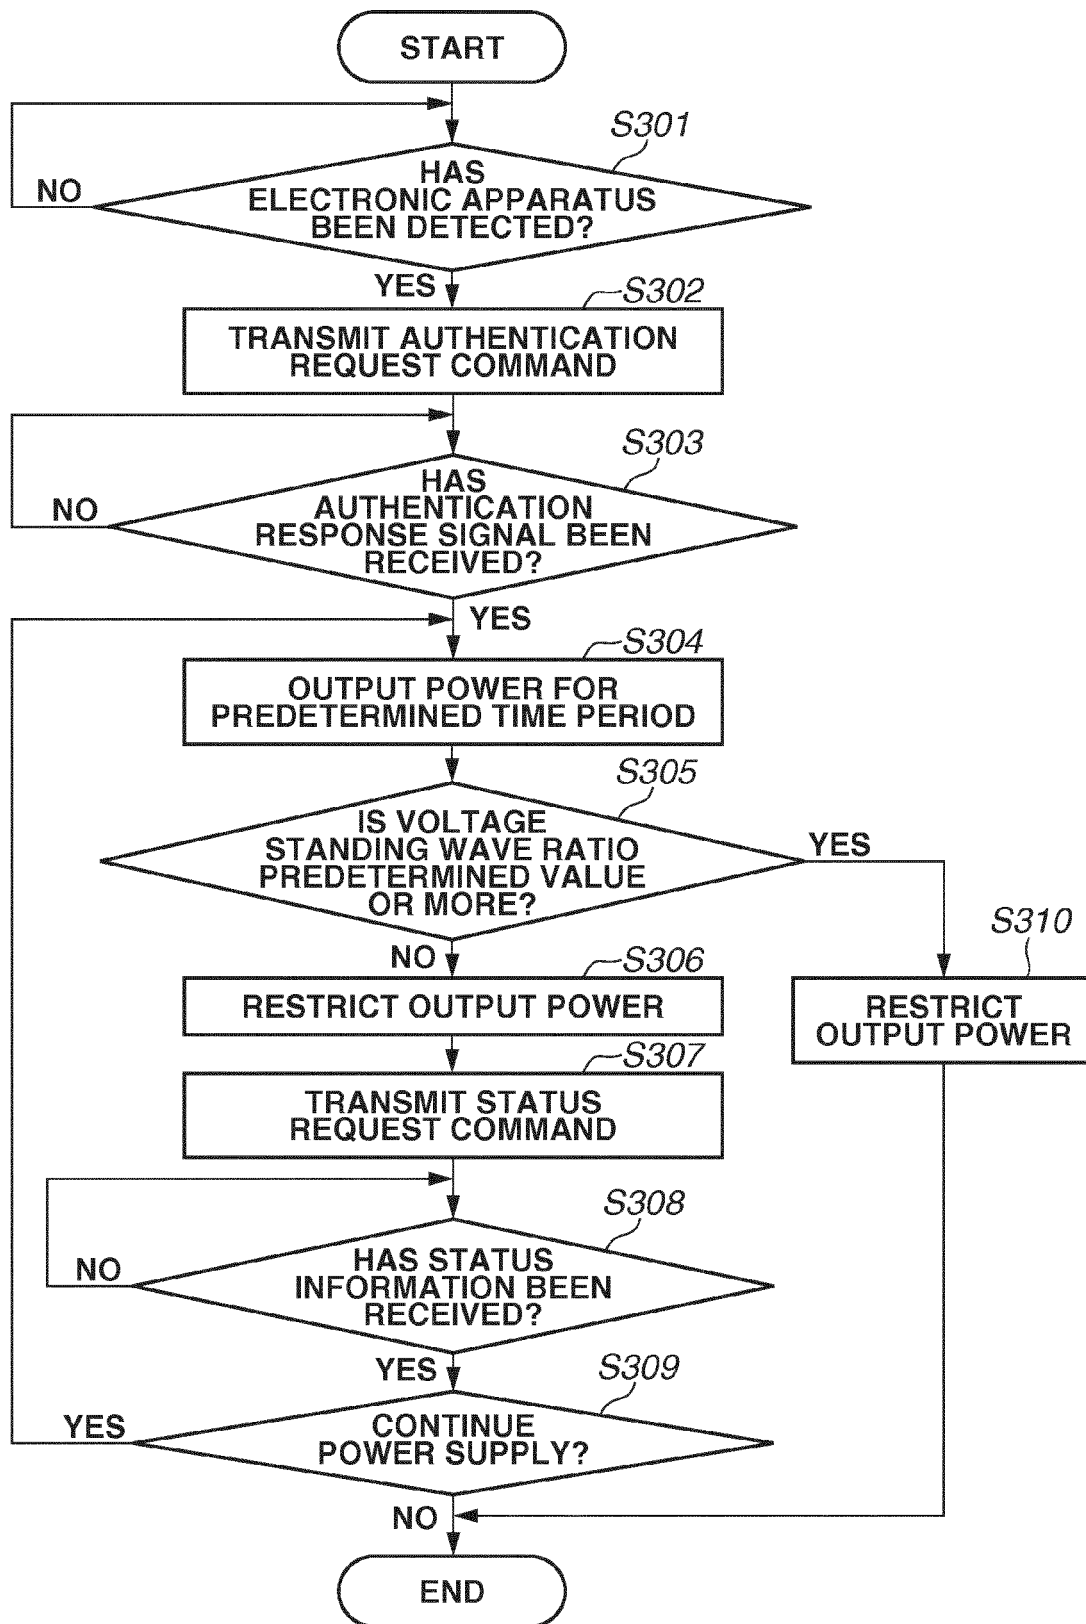 START
S301
HAS
ELECTRONIC APPARATUS
BEEN DETECTED?
NO
YES
S302
TRANSMIT AUTHENTICATION
REQUEST COMMAND
S303
HAS
AUTHENTICATION
RESPONSE SIGNAL BEEN
RECEIVED?
NO
YES
S304
OUTPUT POWER FOR
PREDETERMINED TIME PERIOD
S305
IS VOLTAGE
STANDING WAVE RATIO
PREDETERMINED VALUE
OR MORE?
YES
NO
S306
RESTRICT OUTPUT POWER
S310
RESTRICT
OUTPUT POWER
S307
TRANSMIT STATUS
REQUEST COMMAND
S308
HAS STATUS
INFORMATION BEEN
RECEIVED?
NO
YES
S309
CONTINUE
POWER SUPPLY?
YES
NO
END